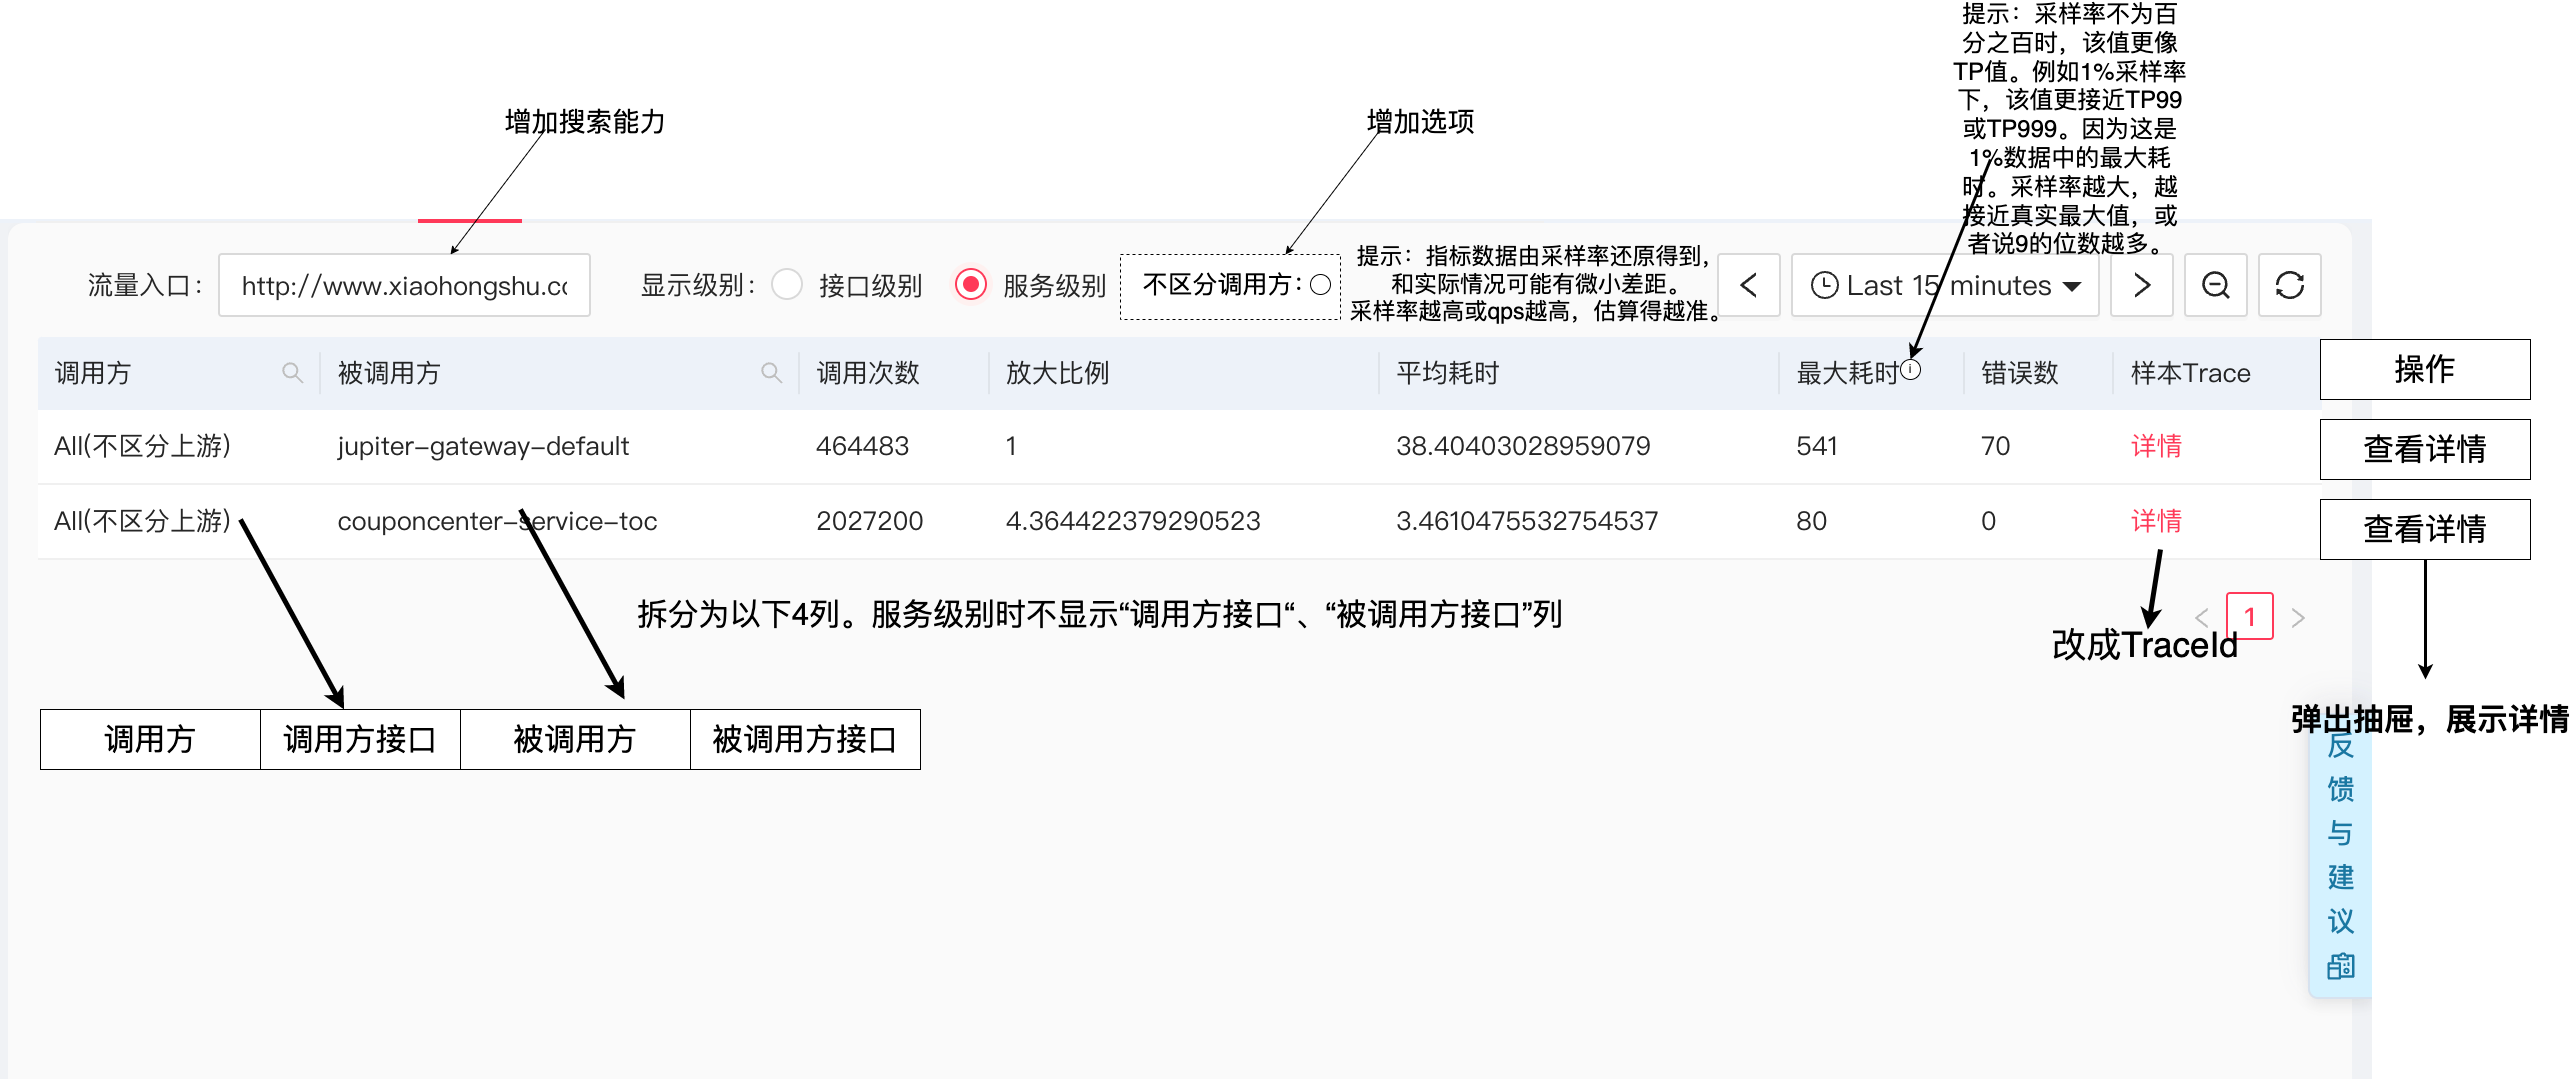 提示：采样率不为百
分之百时，该值更像
TP值。例如1%采样率
下，该值更接近TP99
或TP999。因为这是
1%数据中的最大耗
时。采样率越大，越
接近真实最大值，或
者说9的位数越多。
增加搜索能力
增加选项
流量入口：
http://www.xiaohongshu.cc
显示级别：
接口级别
服务级别
不区分调用方：
提示：指标数据由采样率还原得到，
和实际情况可能有微小差距。
采样率越高或qps越高，估算得越准。
Last 15 minutes
调用方 被调用方 调用次数 放大比例 平均耗时 最大耗时 错误数 样本Trace 操作
All(不区分上游) jupiter-gateway-default 464483 1 38.40403028959079 541 70 详情 查看详情
All(不区分上游) couponcenter-service-toc 2027200 4.364422379290523 3.4610475532754537 80 0 详情 查看详情
拆分为以下4列。服务级别时不显示“调用方接口“、“被调用方接口”列
1
改成TraceId
弹出抽屉，展示详情
调用方 调用方接口 被调用方 被调用方接口
反
馈
与
建
议